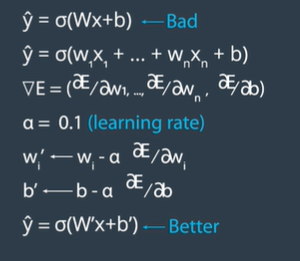 ŷ = σ(Wx+b) ← Bad
ŷ = σ(w₁x₁ + ... + wₙxₙ + b)
∇E = (Æ/∂w₁, ..., Æ/∂wₙ, Æ/∂b)
α = 0.1 (learning rate)
wᵢ' ← wᵢ - α Æ/∂wᵢ
b' ← b - α Æ/∂b
ŷ = σ(W'x+b') ← Better